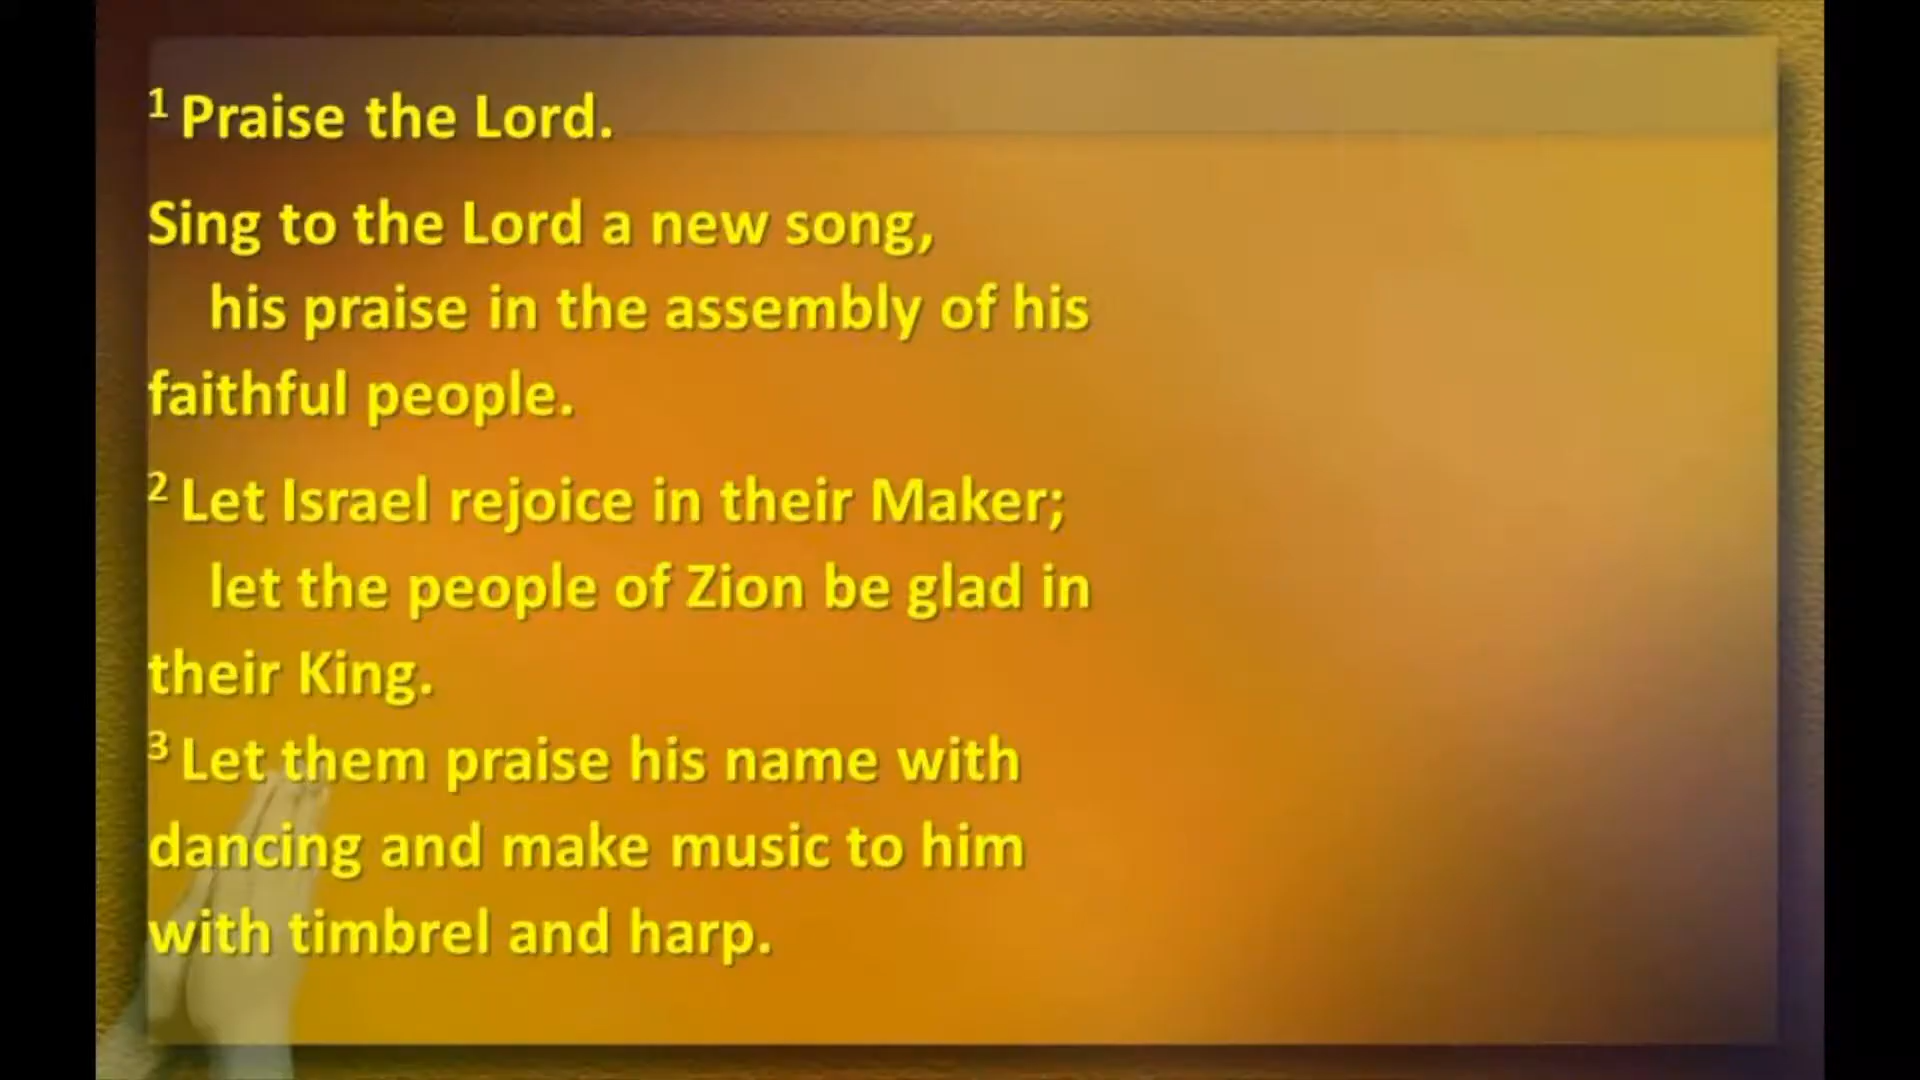 1 Praise the Lord.
Sing to the Lord a new song,
his praise in the assembly of his
faithful people.
2 Let Israel rejoice in their Maker;
let the people of Zion be glad in
their King.
3 Let them praise his name with
dancing and make music to him
with timbrel and harp.